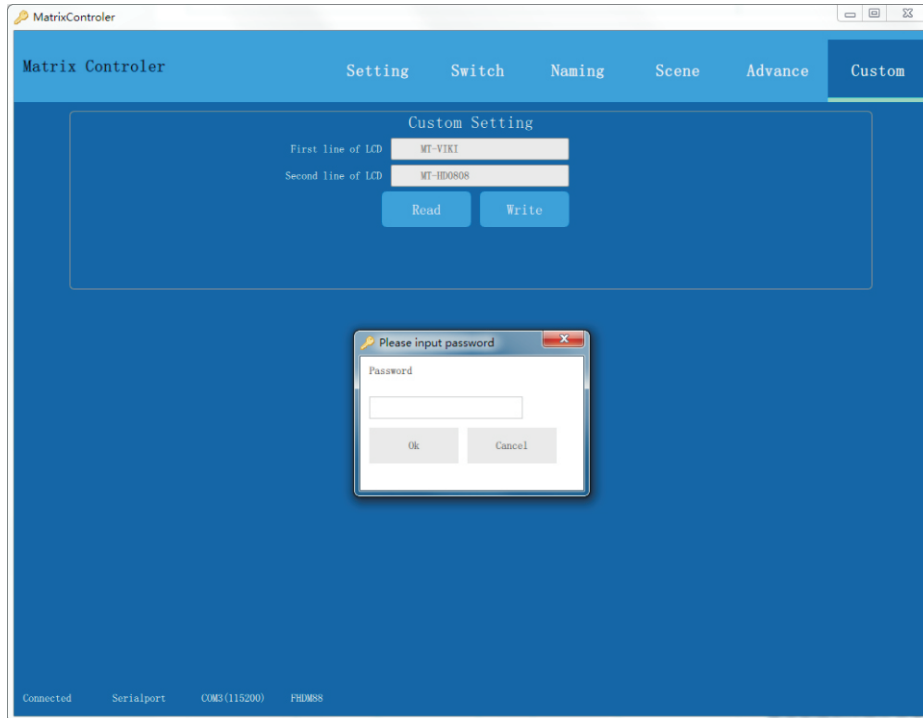 MatrixControler
Matrix Controler Setting Switch Naming Scene Advance Custom
Custom Setting
First line of LCD MT-VIKI
Second line of LCD MT-HD0808
Read Write
Please input password
Password
Ok Cancel
Connected Serialport COM3(115200) FHDM88